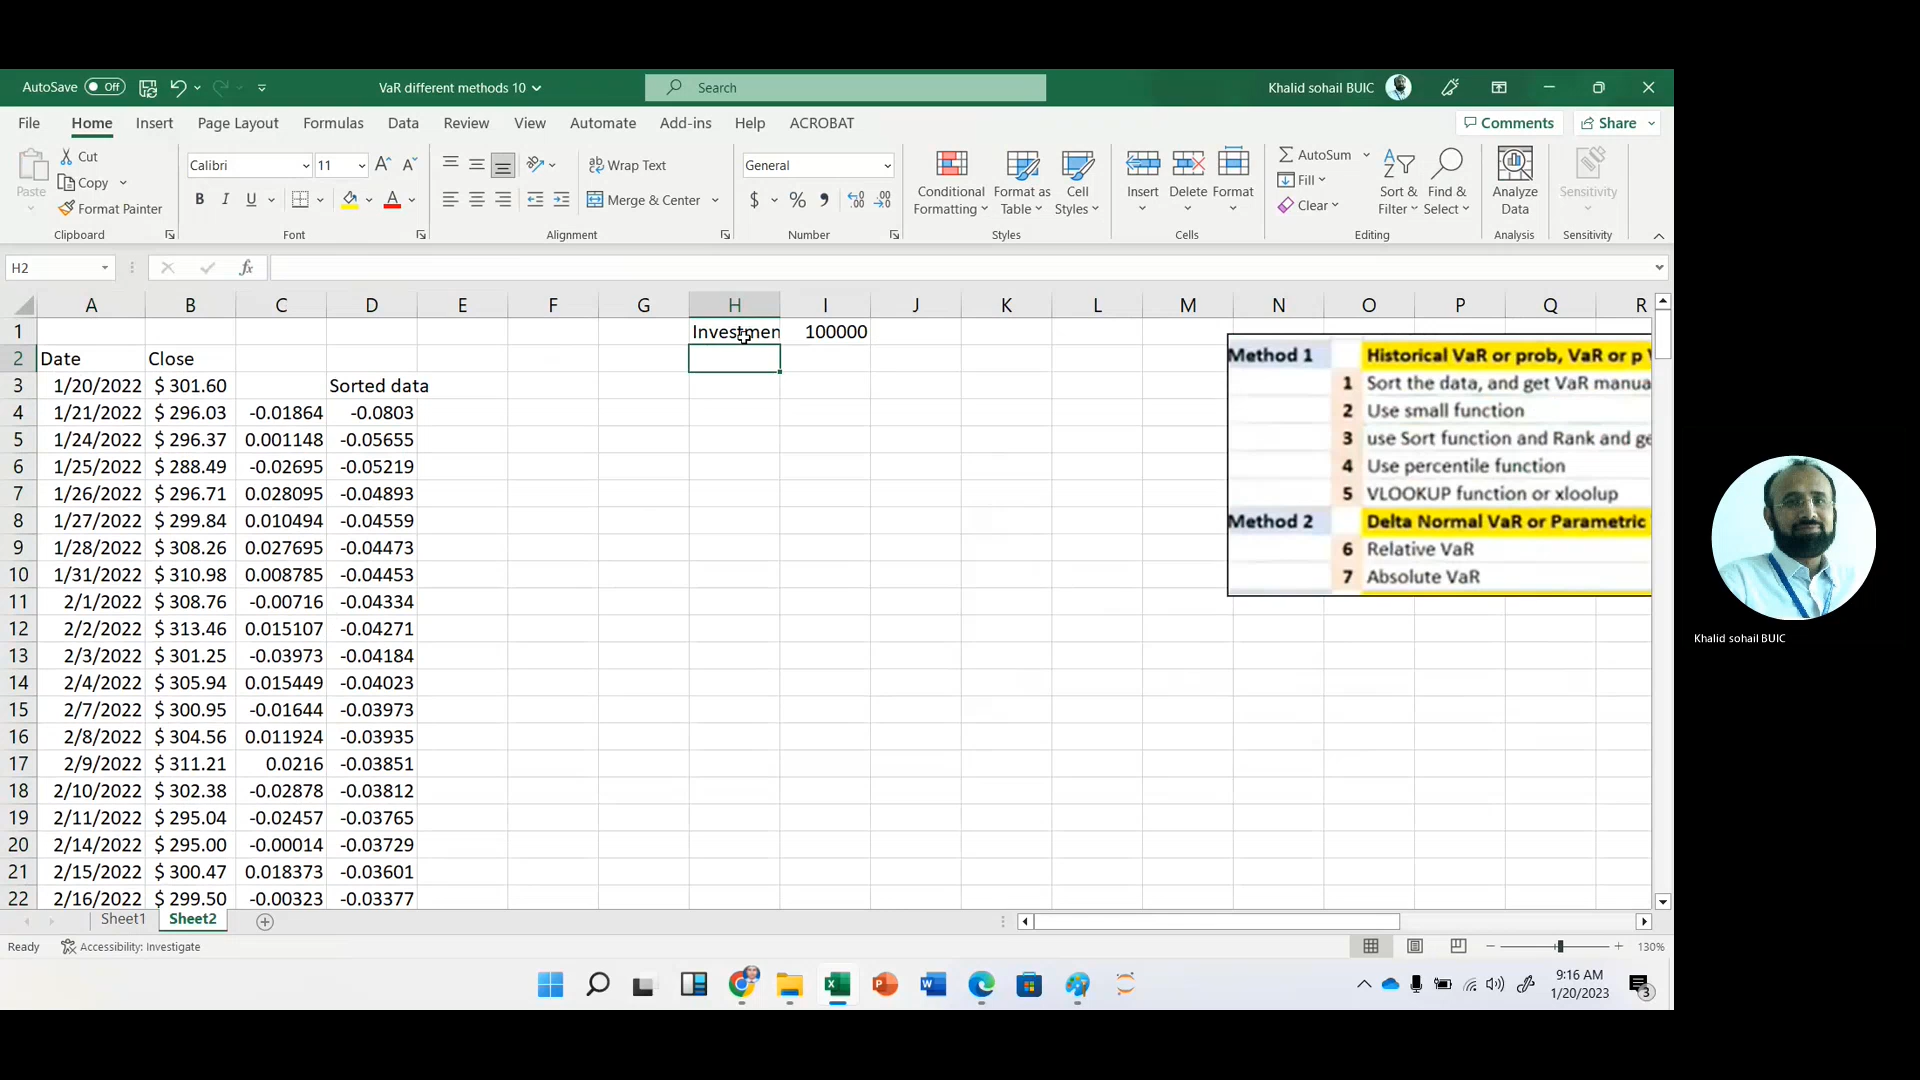 AutoSave Off VaR different methods 10 Search Khalid sohail BUIC
File Home Insert Page Layout Formulas Data Review View Automate Add-ins Help ACROBAT Comments Share
Paste Cut Copy Format Painter Clipboard
Calibri 11 B I U A Font
Wrap Text Merge & Center Alignment
General $ % Number
Conditional Formatting Format as Table Cell Styles Styles
Insert Delete Format Cells
AutoSum Fill Clear Sort & Filter Find & Select Editing
Analyze Data Analysis
Sensitivity Sensitivity
H2 fx
A B C D E F G H I J K L M N O P Q R
1 Investmen 100000
2 Date Close
3 1/20/2022 $ 301.60 Sorted data
4 1/21/2022 $ 296.03 -0.01864 -0.0803
5 1/24/2022 $ 296.37 0.001148 -0.05655
6 1/25/2022 $ 288.49 -0.02695 -0.05219
7 1/26/2022 $ 296.71 0.028095 -0.04893
8 1/27/2022 $ 299.84 0.010494 -0.04559
9 1/28/2022 $ 308.26 0.027695 -0.04473
10 1/31/2022 $ 310.98 0.008785 -0.04453
11 2/1/2022 $ 308.76 -0.00716 -0.04334
12 2/2/2022 $ 313.46 0.015107 -0.04271
13 2/3/2022 $ 301.25 -0.03973 -0.04184
14 2/4/2022 $ 305.94 0.015449 -0.04023
15 2/7/2022 $ 300.95 -0.01644 -0.03973
16 2/8/2022 $ 304.56 0.011924 -0.03935
17 2/9/2022 $ 311.21 0.0216 -0.03851
18 2/10/2022 $ 302.38 -0.02878 -0.03812
19 2/11/2022 $ 295.04 -0.02457 -0.03765
20 2/14/2022 $ 295.00 -0.00014 -0.03729
21 2/15/2022 $ 300.47 0.018373 -0.03601
22 2/16/2022 $ 299.50 -0.00323 -0.03377
Method 1 Historical VaR or prob, VaR or p V
1 Sort the data, and get VaR manua
2 Use small function
3 use Sort function and Rank and ge
4 Use percentile function
5 VLOOKUP function or xloolup
Method 2 Delta Normal VaR or Parametric
6 Relative VaR
7 Absolute VaR
Khalid sohail BUIC
Sheet1 Sheet2
Ready Accessibility: Investigate 130%
9:16 AM
1/20/2023
3